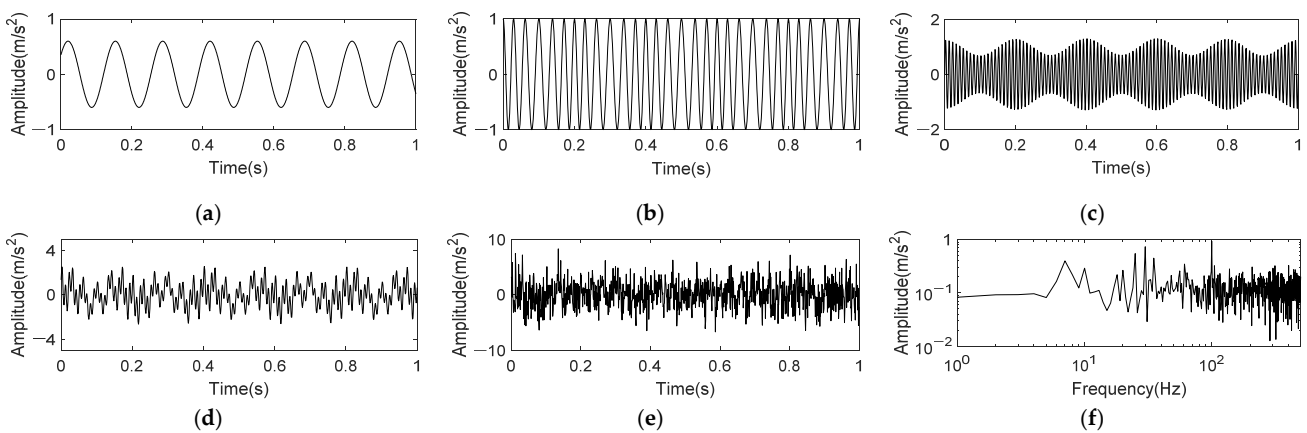 1
0
−1
Amplitude(m/s²)
0 0.2 0.4 0.6 0.8 1
Time(s)
(a)
1
0
−1
Amplitude(m/s²)
0 0.2 0.4 0.6 0.8 1
Time(s)
(b)
2
0
−2
Amplitude(m/s²)
0 0.2 0.4 0.6 0.8 1
Time(s)
(c)
4
0
−4
Amplitude(m/s²)
0 0.2 0.4 0.6 0.8 1
Time(s)
(d)
10
0
−10
Amplitude(m/s²)
0 0.2 0.4 0.6 0.8 1
Time(s)
(e)
1
10⁻¹
10⁻²
Amplitude(m/s²)
10⁰ 10¹ 10²
Frequency(Hz)
(f)